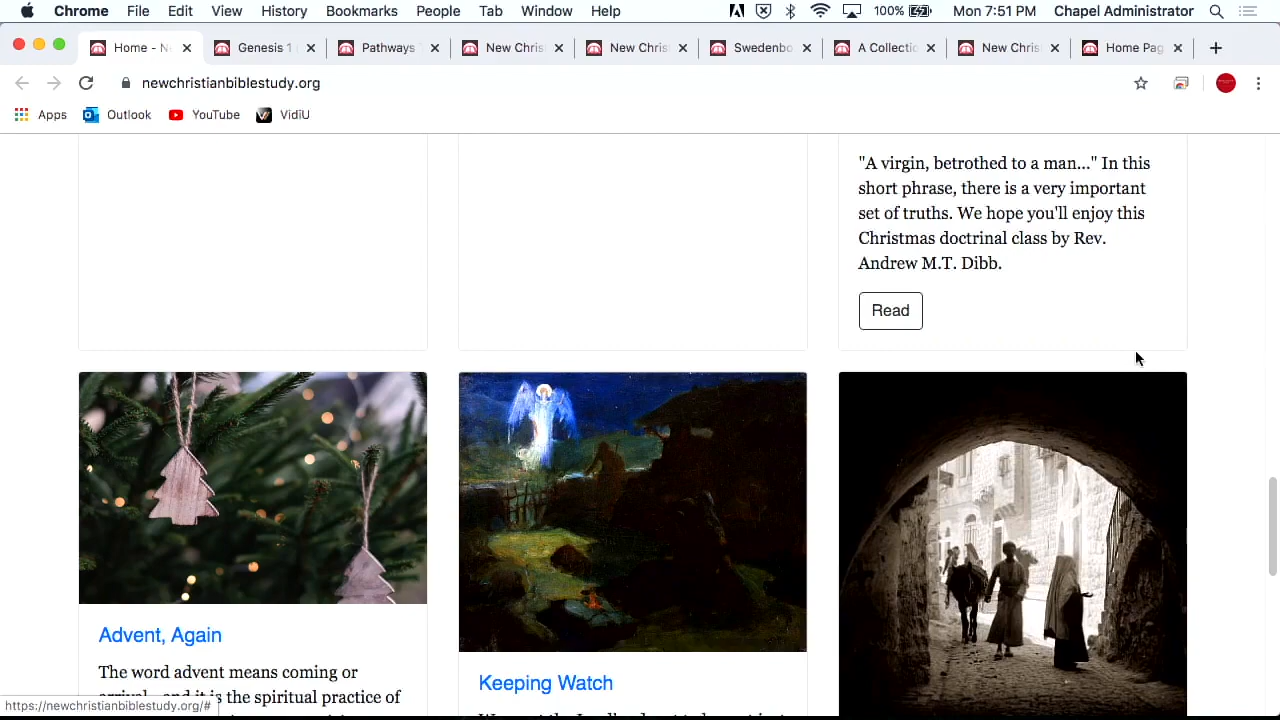 Chrome File Edit View History Bookmarks People Tab Window Help 100% Mon 7:51 PM Chapel Administrator
Home - N Genesis 1 Pathways New Chris New Chris Swedenbo A Collectio New Chris Home Pag
newchristianbiblestudy.org
Apps Outlook YouTube VidiU
"A virgin, betrothed to a man..." In this
short phrase, there is a very important
set of truths. We hope you'll enjoy this
Christmas doctrinal class by Rev.
Andrew M.T. Dibb.
Read
Advent, Again
The word advent means coming or
it is the spiritual practice of
Keeping Watch
https://newchristianbiblestudy.org/#